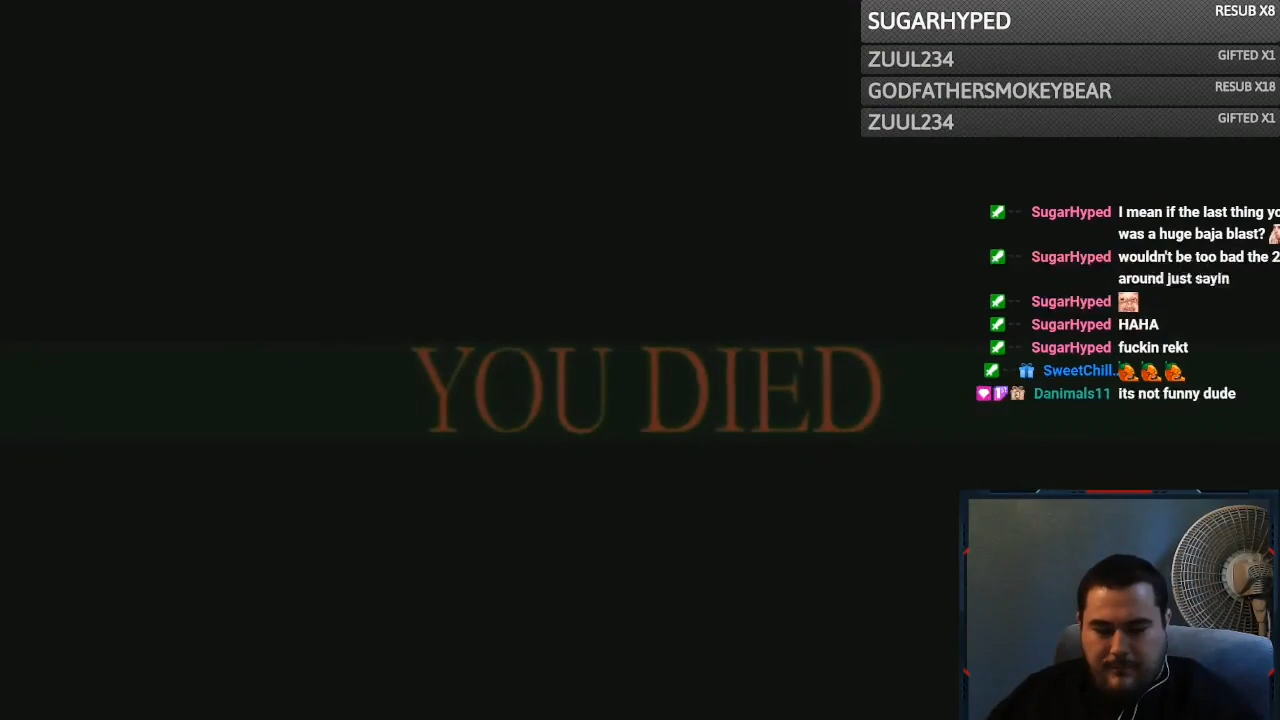 SUGARHYPED RESUB X8
ZUUL234 GIFTED X1
GODFATHERSMOKEYBEAR RESUB X18
ZUUL234 GIFTED X1
SugarHyped I mean if the last thing yo
was a huge baja blast?
SugarHyped wouldn't be too bad the 2
around just sayin
SugarHyped
SugarHyped HAHA
SugarHyped fuckin rekt
SweetChill..
Danimals11 its not funny dude
YOU DIED